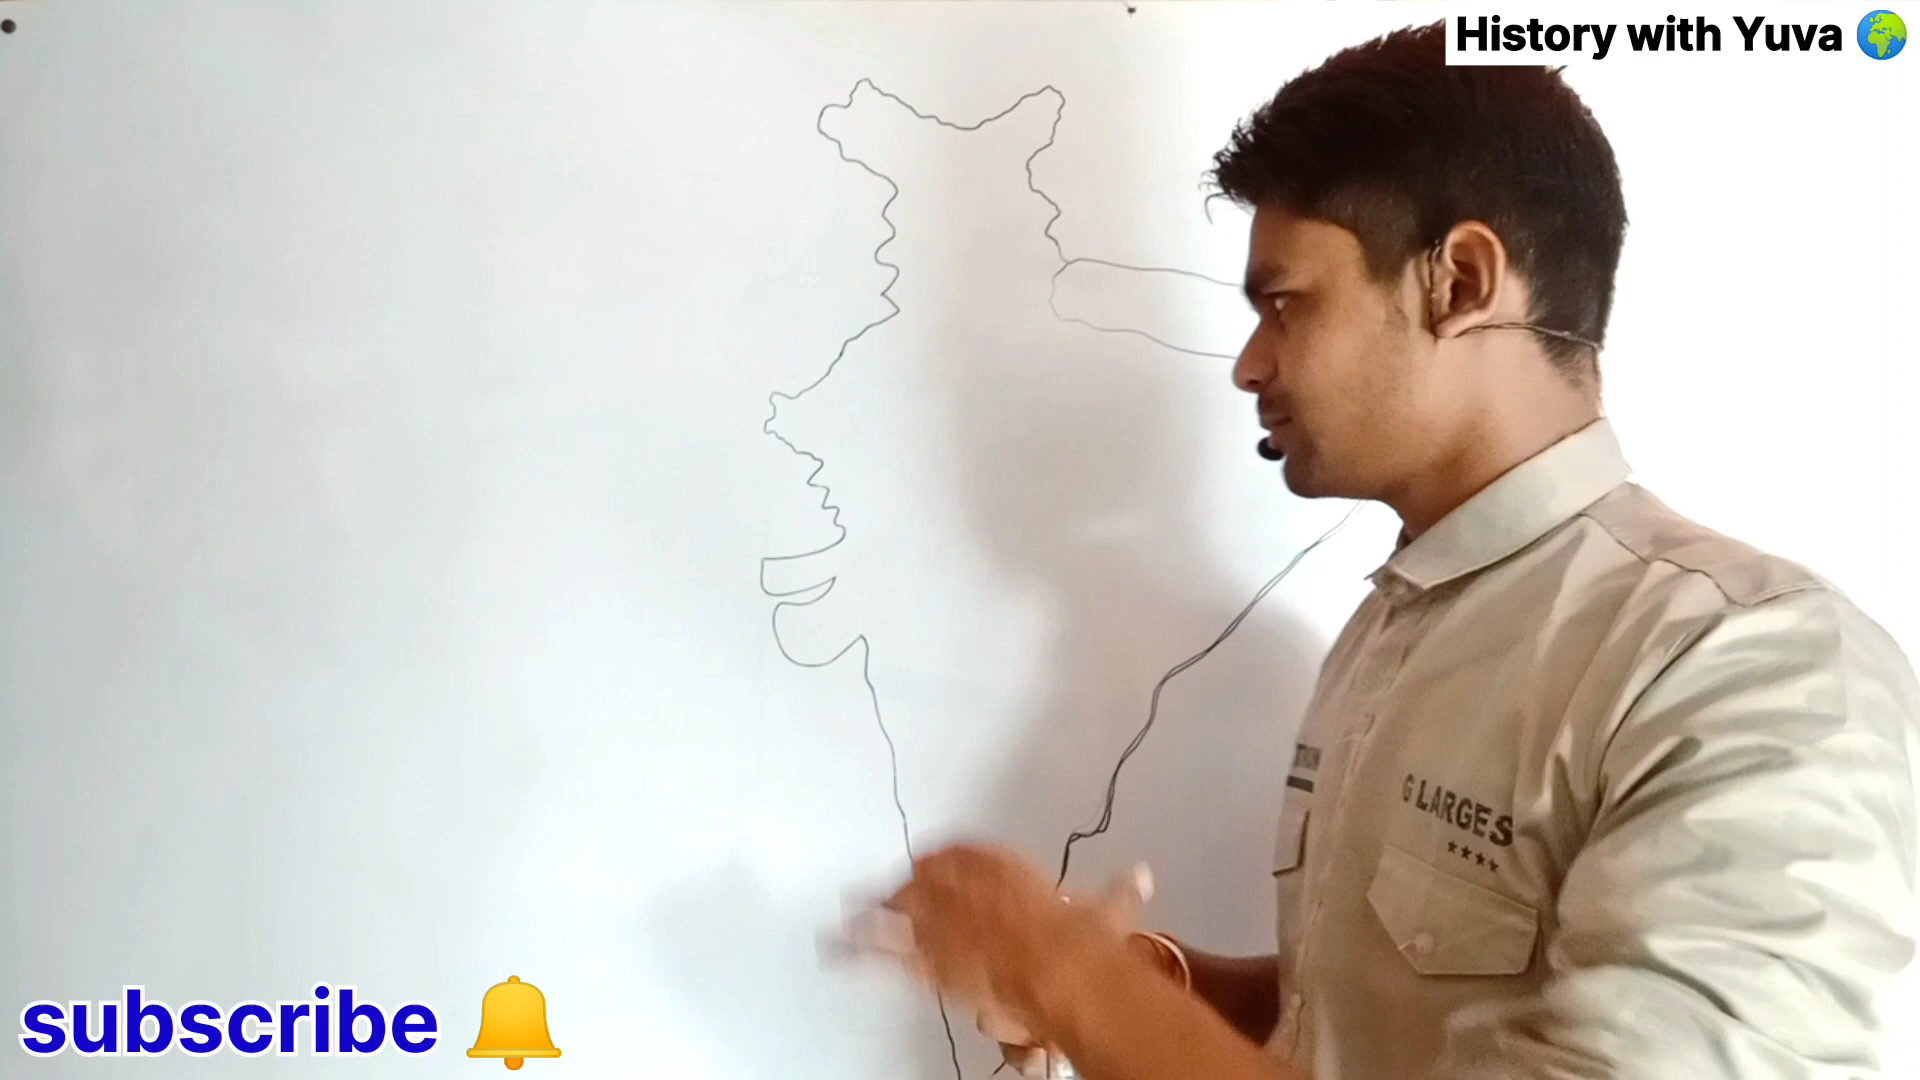 History with Yuva 🌍
G LARGES
subscribe 🔔